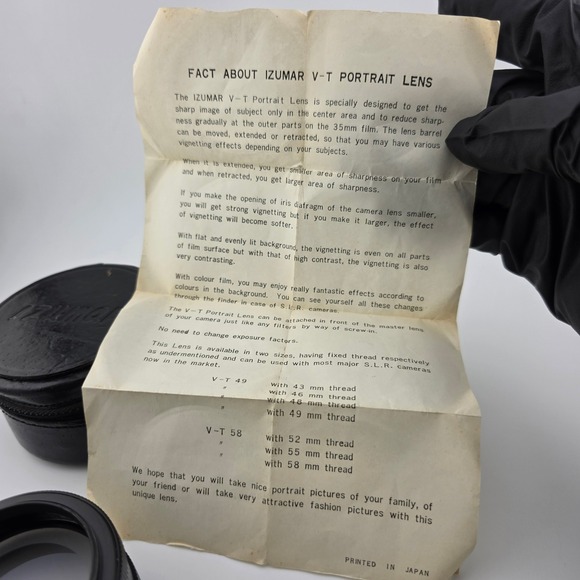 FACT ABOUT IZUMAR V-T PORTRAIT LENS
The IZUMAR V-T Portrait Lens is specially designed to get the
sharp image of subject only in the center area and to reduce sharp-
ness gradually at the outer parts on the 35mm film. The lens barrel
can be moved, extended or retracted, so that you may have various
vignetting effects depending on your subjects.
When it is extended, you get smaller area of sharpness on your film
and when retracted, you get larger area of sharpness.
If you make the opening of iris diafragm of the camera lens smaller,
you will get strong vignetting but if you make it larger, the effect
of vignetting will become softer.
With flat and evenly lit background, the vignetting is even on all parts
of film surface but with that of high contrast, the vignetting is also
very contrasting.
With colour film, you may enjoy really fantastic effects according to
colours in the background. You can see yourself all these changes
through the finder in case of S.L.R. cameras.
The V-T Portrait Lens can be attached in front of the master lens
of your camera just like any filters by way of screw-in.
No need to change exposure factors.
This Lens is available in two sizes, having fixed thread respectively
as undermentioned and can be used with most major S.L.R. cameras
now in the market.
V-T 49 with 43 mm thread
〃 with 46 mm thread
〃 with 48 mm thread
〃 with 49 mm thread
V-T 58 with 52 mm thread
〃 with 55 mm thread
〃 with 58 mm thread
We hope that you will take nice portrait pictures of your family, of
your friend or will take very attractive fashion pictures with this
unique lens.
PRINTED IN JAPAN